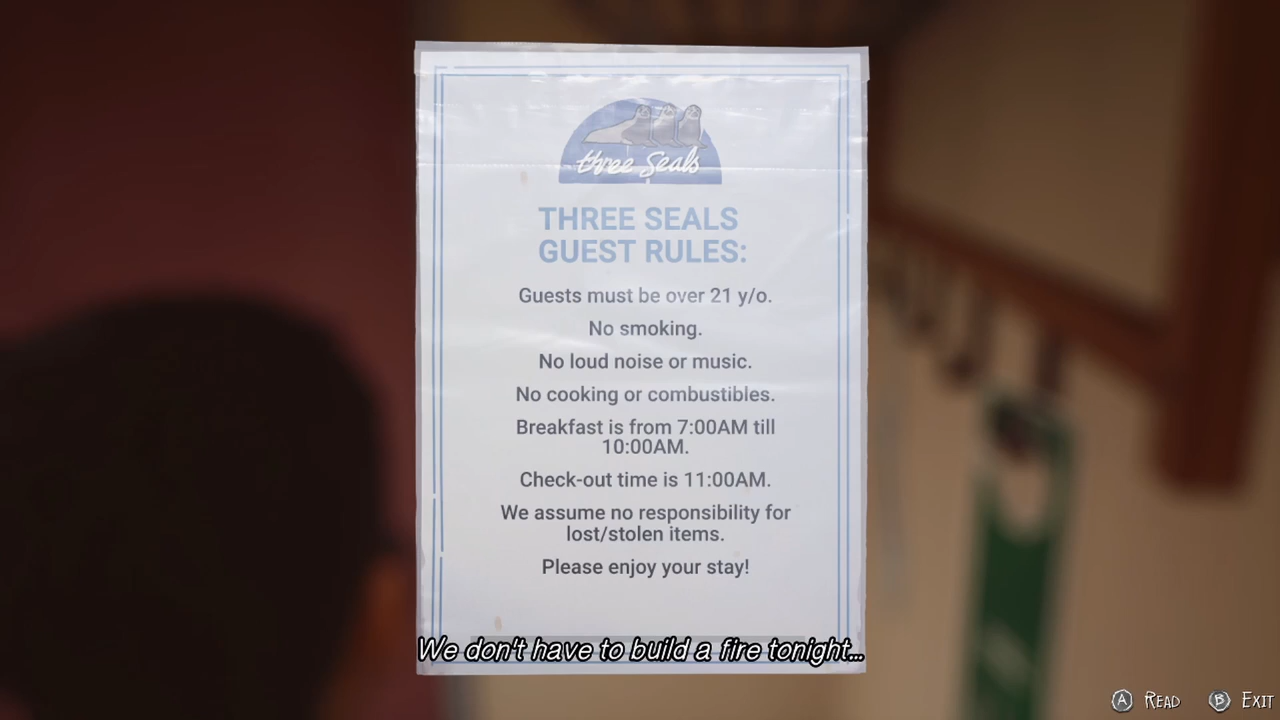 three Seals
THREE SEALS
GUEST RULES:
Guests must be over 21 y/o.
No smoking.
No loud noise or music.
No cooking or combustibles.
Breakfast is from 7:00AM till
10:00AM.
Check-out time is 11:00AM.
We assume no responsibility for
lost/stolen items.
Please enjoy your stay!
We don't have to build a fire tonight...
A READ B EXIT